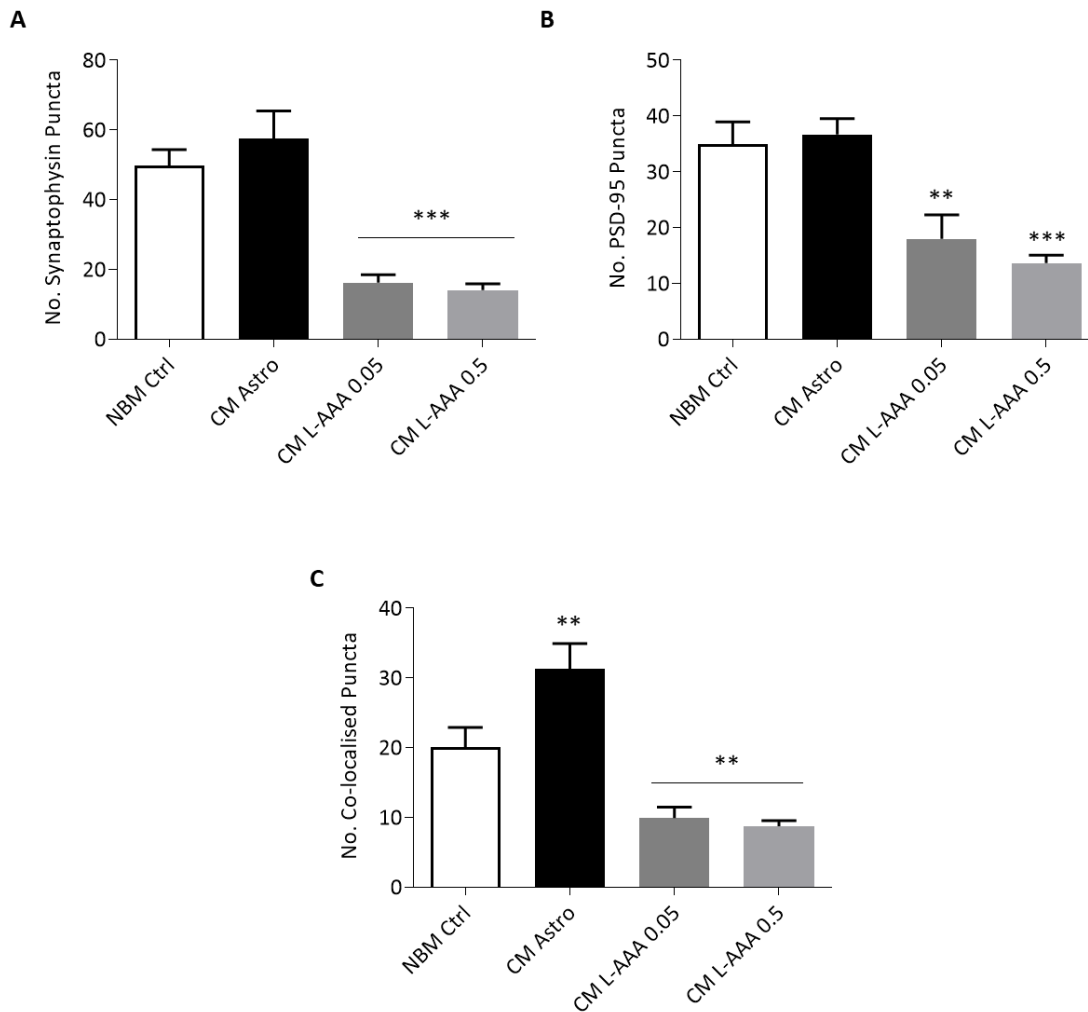 A
No. Synaptophysin Puncta
80
60
40
20
0
***
NBM Ctrl
CM Astro
CM L-AAA 0.05
CM L-AAA 0.5
B
No. PSD-95 Puncta
50
40
30
20
10
0
**
***
NBM Ctrl
CM Astro
CM L-AAA 0.05
CM L-AAA 0.5
C
No. Co-localised Puncta
40
30
20
10
0
**
**
NBM Ctrl
CM Astro
CM L-AAA 0.05
CM L-AAA 0.5